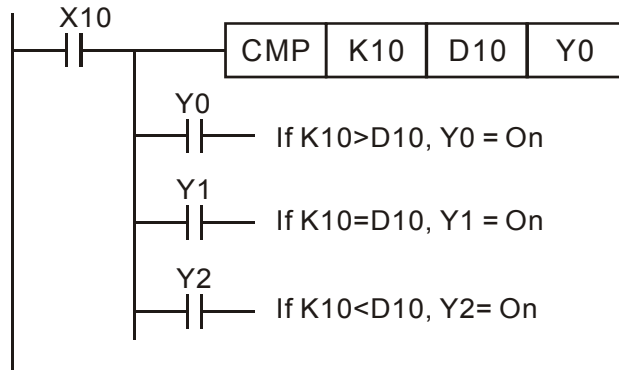 X10
CMP K10 D10 Y0
Y0
If K10>D10, Y0 = On
Y1
If K10=D10, Y1 = On
Y2
If K10<D10, Y2= On